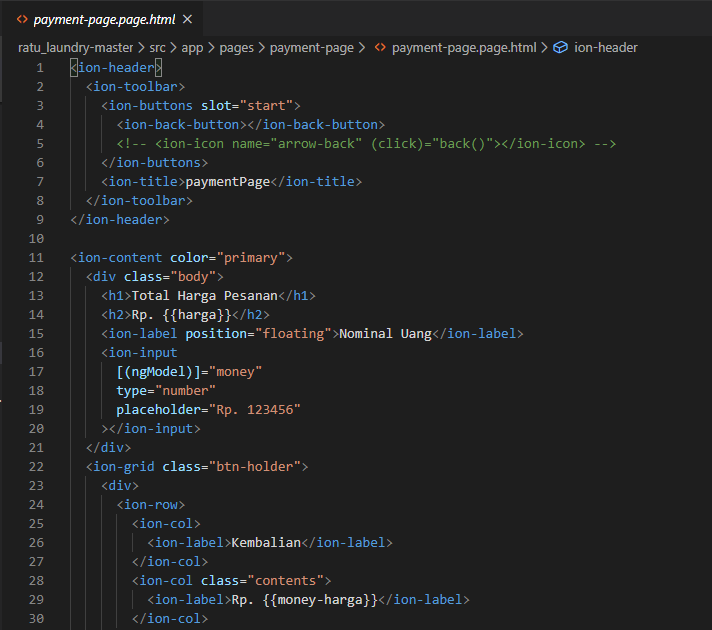 payment-page.page.html
ratu_laundry-master > src > app > pages > payment-page > payment-page.page.html > ion-header
1 <ion-header>
2   <ion-toolbar>
3     <ion-buttons slot="start">
4       <ion-back-button></ion-back-button>
5       <!-- <ion-icon name="arrow-back" (click)="back()"></ion-icon> -->
6     </ion-buttons>
7     <ion-title>paymentPage</ion-title>
8   </ion-toolbar>
9 </ion-header>
10
11 <ion-content color="primary">
12   <div class="body">
13     <h1>Total Harga Pesanan</h1>
14     <h2>Rp. {{harga}}</h2>
15     <ion-label position="floating">Nominal Uang</ion-label>
16     <ion-input
17       [(ngModel)]="money"
18       type="number"
19       placeholder="Rp. 123456"
20     ></ion-input>
21   </div>
22   <ion-grid class="btn-holder">
23     <div>
24       <ion-row>
25         <ion-col>
26           <ion-label>Kembalian</ion-label>
27         </ion-col>
28         <ion-col class="contents">
29           <ion-label>Rp. {{money-harga}}</ion-label>
30         </ion-col>